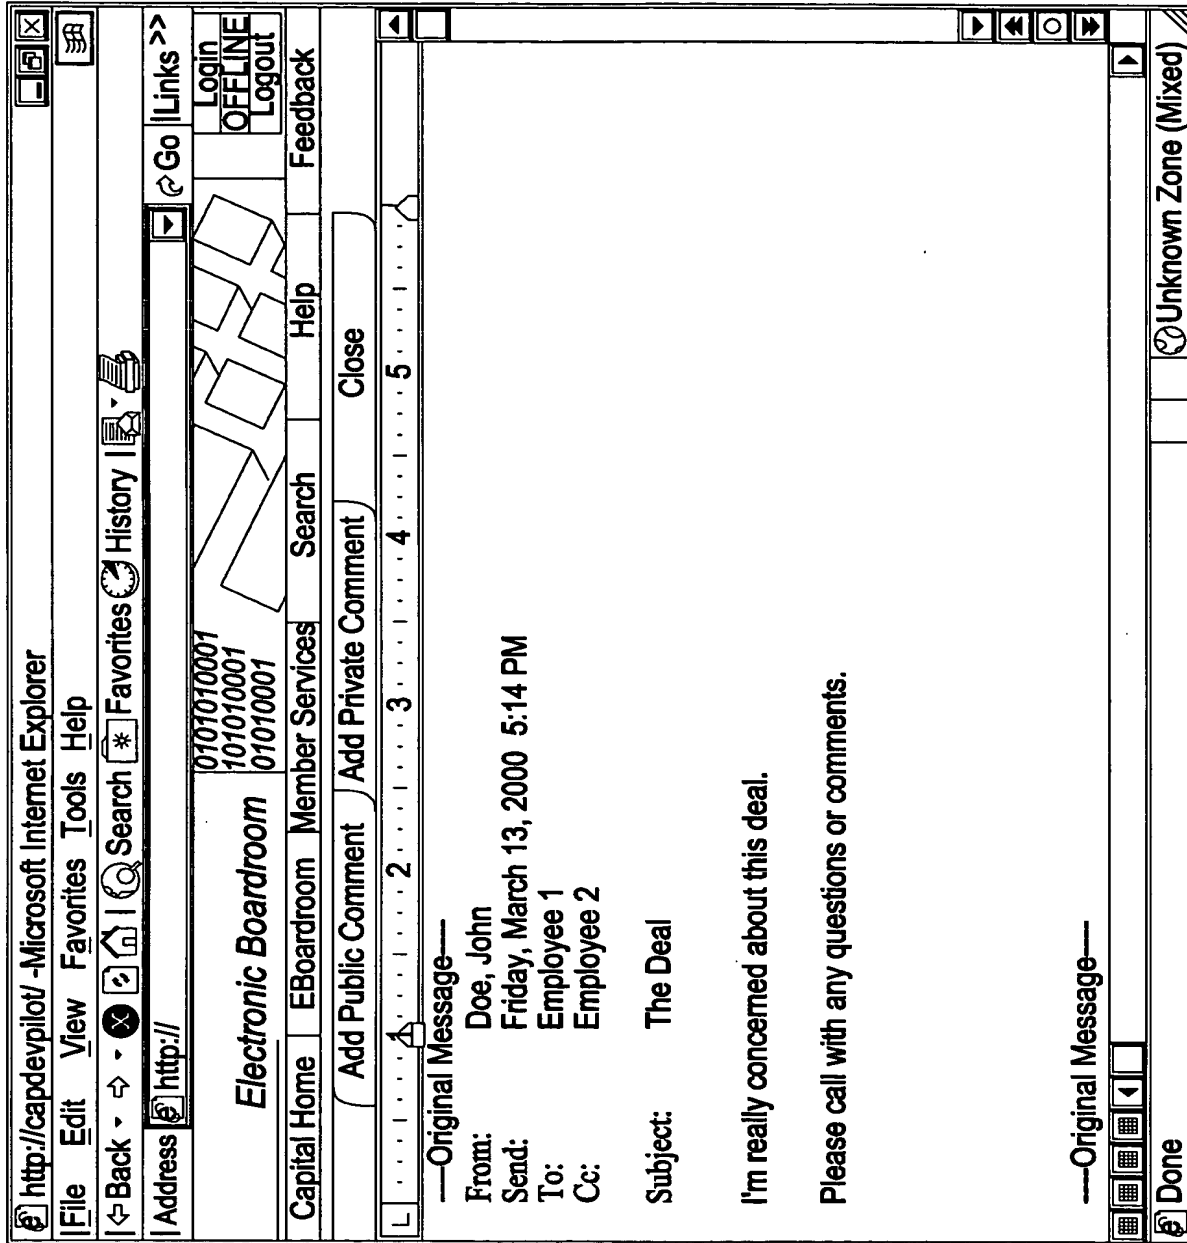 http://capdevpilot/ -Microsoft Internet Explorer
File Edit View Favorites Tools Help
Back Search Favorites History
Address http:// Go Links >>
Electronic Boardroom
010101001
10101001
01010001
Login
OFFLINE
Logout
Capital Home EBoardroom Member Services Search Help Feedback
Add Public Comment Add Private Comment Close
1 2 3 4 5
----Original Message----
From: Doe, John
Send: Friday, March 13, 2000 5:14 PM
To: Employee 1
Cc: Employee 2
Subject: The Deal
I'm really concerned about this deal.
Please call with any questions or comments.
----Original Message----
Done Unknown Zone (Mixed)